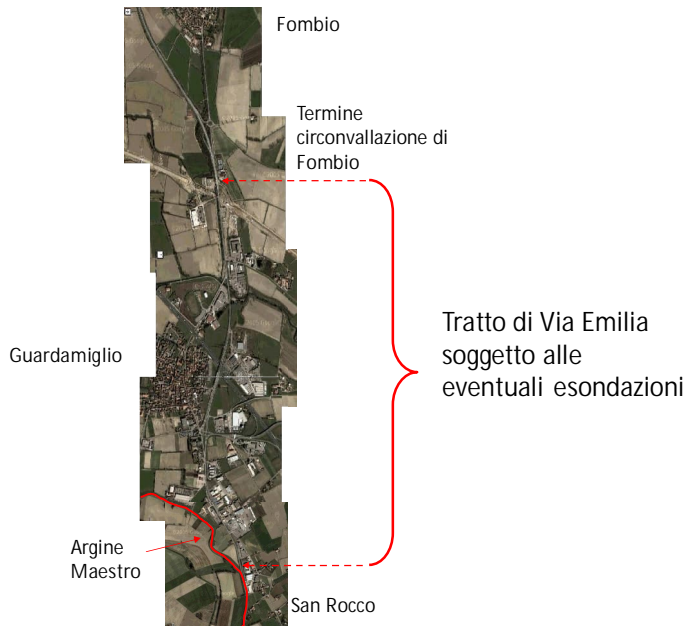 Fombio
Termine
circonvallazione di
Fombio
Tratto di Via Emilia
soggetto alle
eventuali esondazioni
Guardamiglio
Argine
Maestro
San Rocco